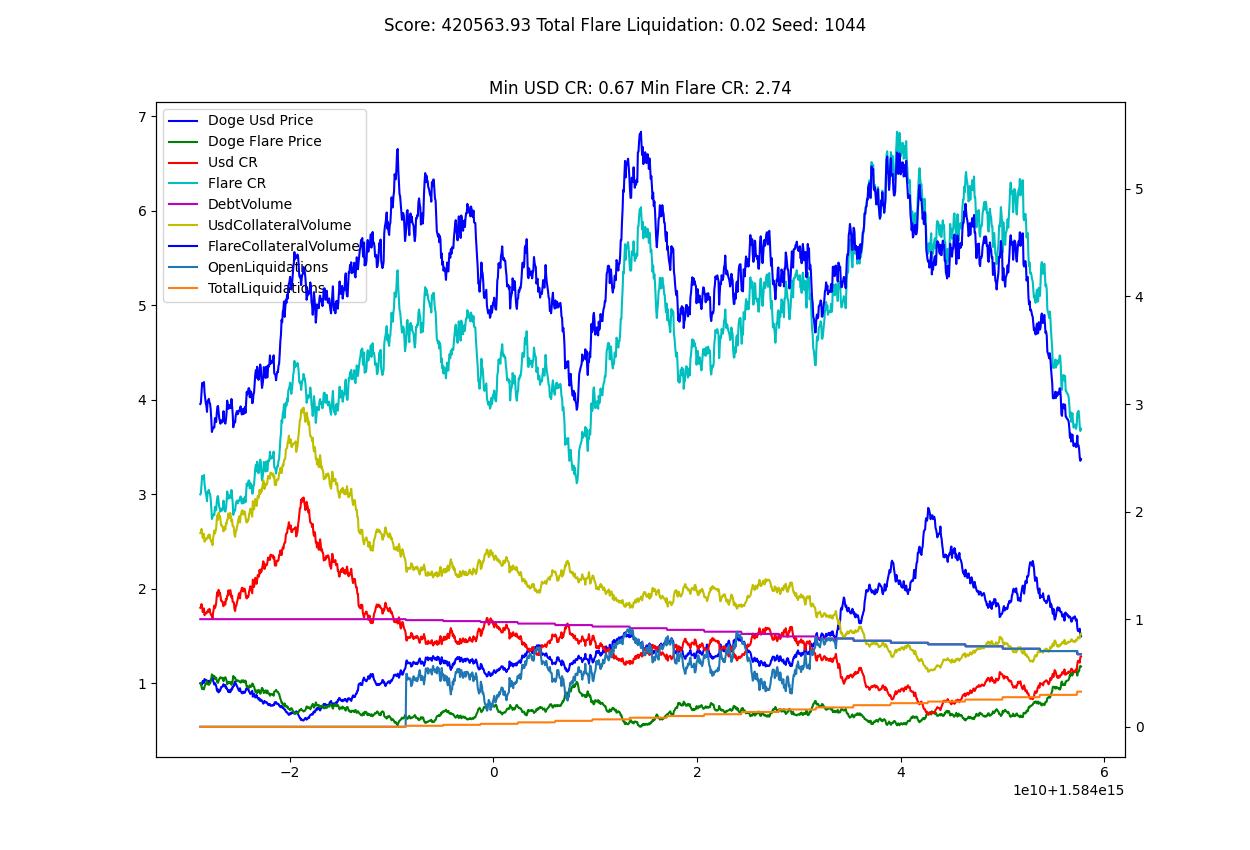 Score: 420563.93 Total Flare Liquidation: 0.02 Seed: 1044
Min USD CR: 0.67 Min Flare CR: 2.74
Doge Usd Price
Doge Flare Price
Usd CR
Flare CR
DebtVolume
UsdCollateralVolume
FlareCollateralVolume
OpenLiquidations
TotalLiquidations
7
6
5
4
3
2
1
5
4
3
2
1
0
−2
0
2
4
6
1e10+1.584e15